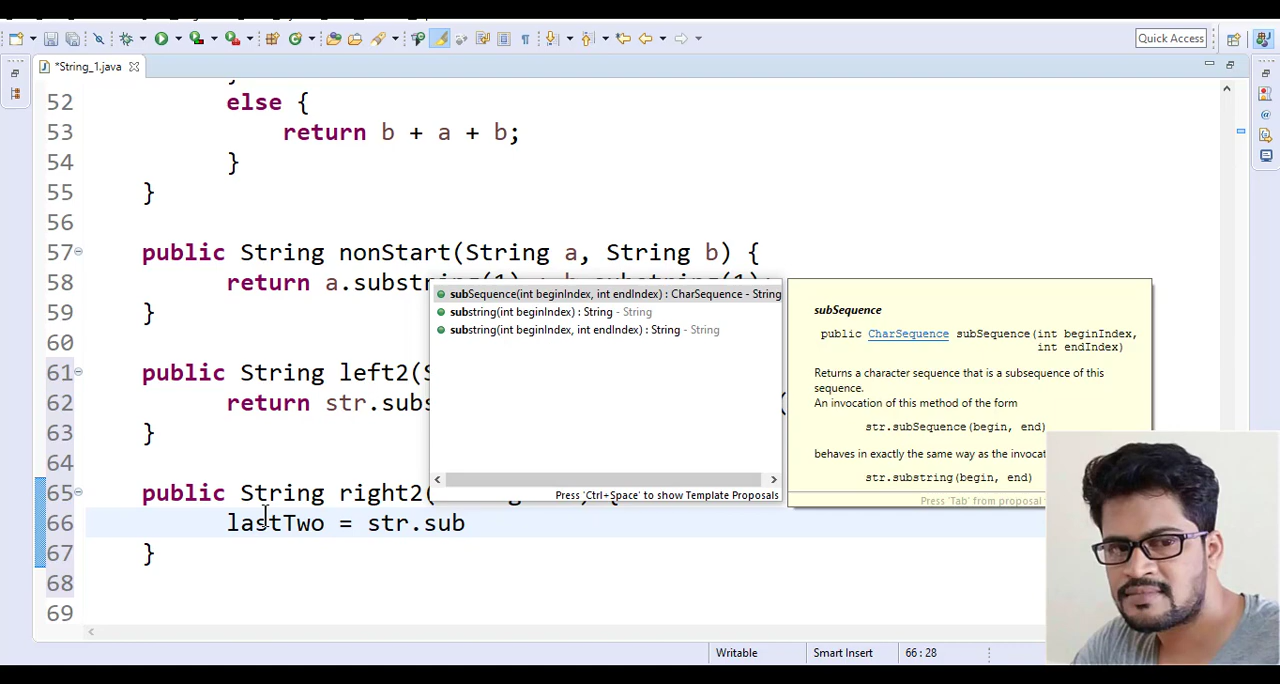 Quick Access
*String_1.java
52 else {
53 return b + a + b;
54 }
55 }
56
57 public String nonStart(String a, String b) {
58 return a.substring(1) + b.substring(1);
59 }
60
61 public String left2(S
62 return str.subs
63 }
64
65 public String right2(
66 lastTwo = str.sub
67 }
68
69
subSequence(int beginIndex, int endIndex) : CharSequence - String
substring(int beginIndex) : String - String
substring(int beginIndex, int endIndex) : String - String
Press 'Ctrl+Space' to show Template Proposals
subSequence
public CharSequence subSequence(int beginIndex,
int endIndex)
Returns a character sequence that is a subsequence of this
sequence.
An invocation of this method of the form
str.subSequence(begin, end)
behaves in exactly the same way as the invocat
str.substring(begin, end)
Press 'Tab' from proposal
Writable
Smart Insert
66 : 28